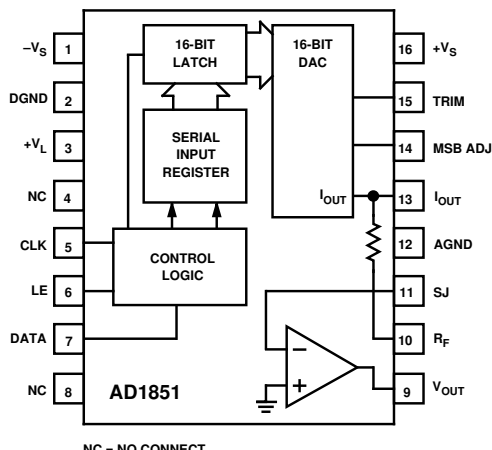 –VS 1
DGND 2
+VL 3
NC 4
CLK 5
LE 6
DATA 7
NC 8
16-BIT
LATCH
16-BIT
DAC
SERIAL
INPUT
REGISTER
CONTROL
LOGIC
IOUT
–
+
AD1851
16 +VS
15 TRIM
14 MSB ADJ
13 IOUT
12 AGND
11 SJ
10 RF
9 VOUT
NC = NO CONNECT